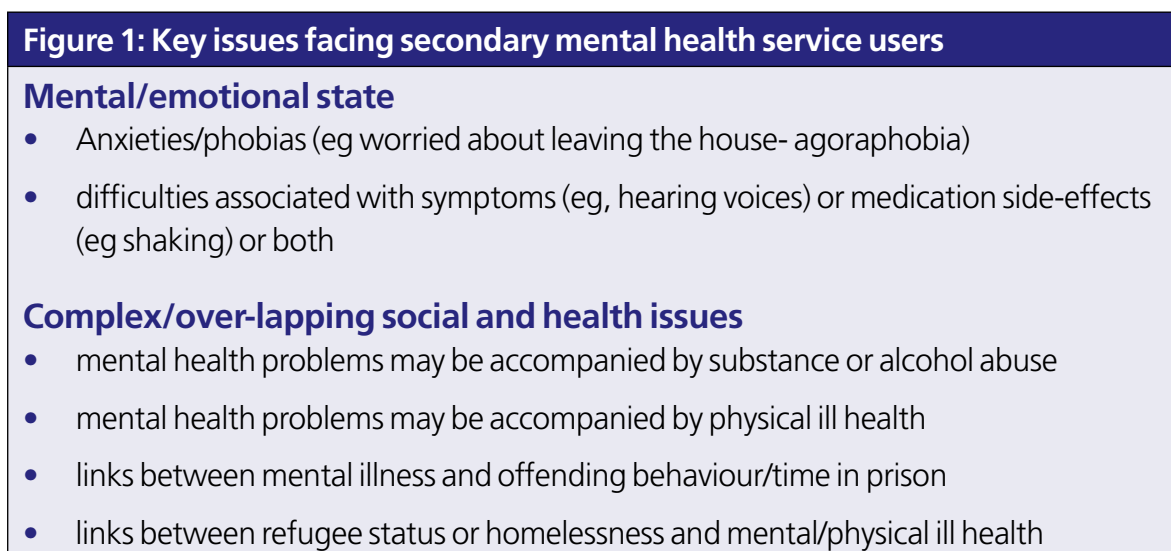 Figure 1: Key issues facing secondary mental health service users
Mental/emotional state
• Anxieties/phobias (eg worried about leaving the house- agoraphobia)
• difficulties associated with symptoms (eg, hearing voices) or medication side-effects
(eg shaking) or both
Complex/over-lapping social and health issues
• mental health problems may be accompanied by substance or alcohol abuse
• mental health problems may be accompanied by physical ill health
• links between mental illness and offending behaviour/time in prison
• links between refugee status or homelessness and mental/physical ill health